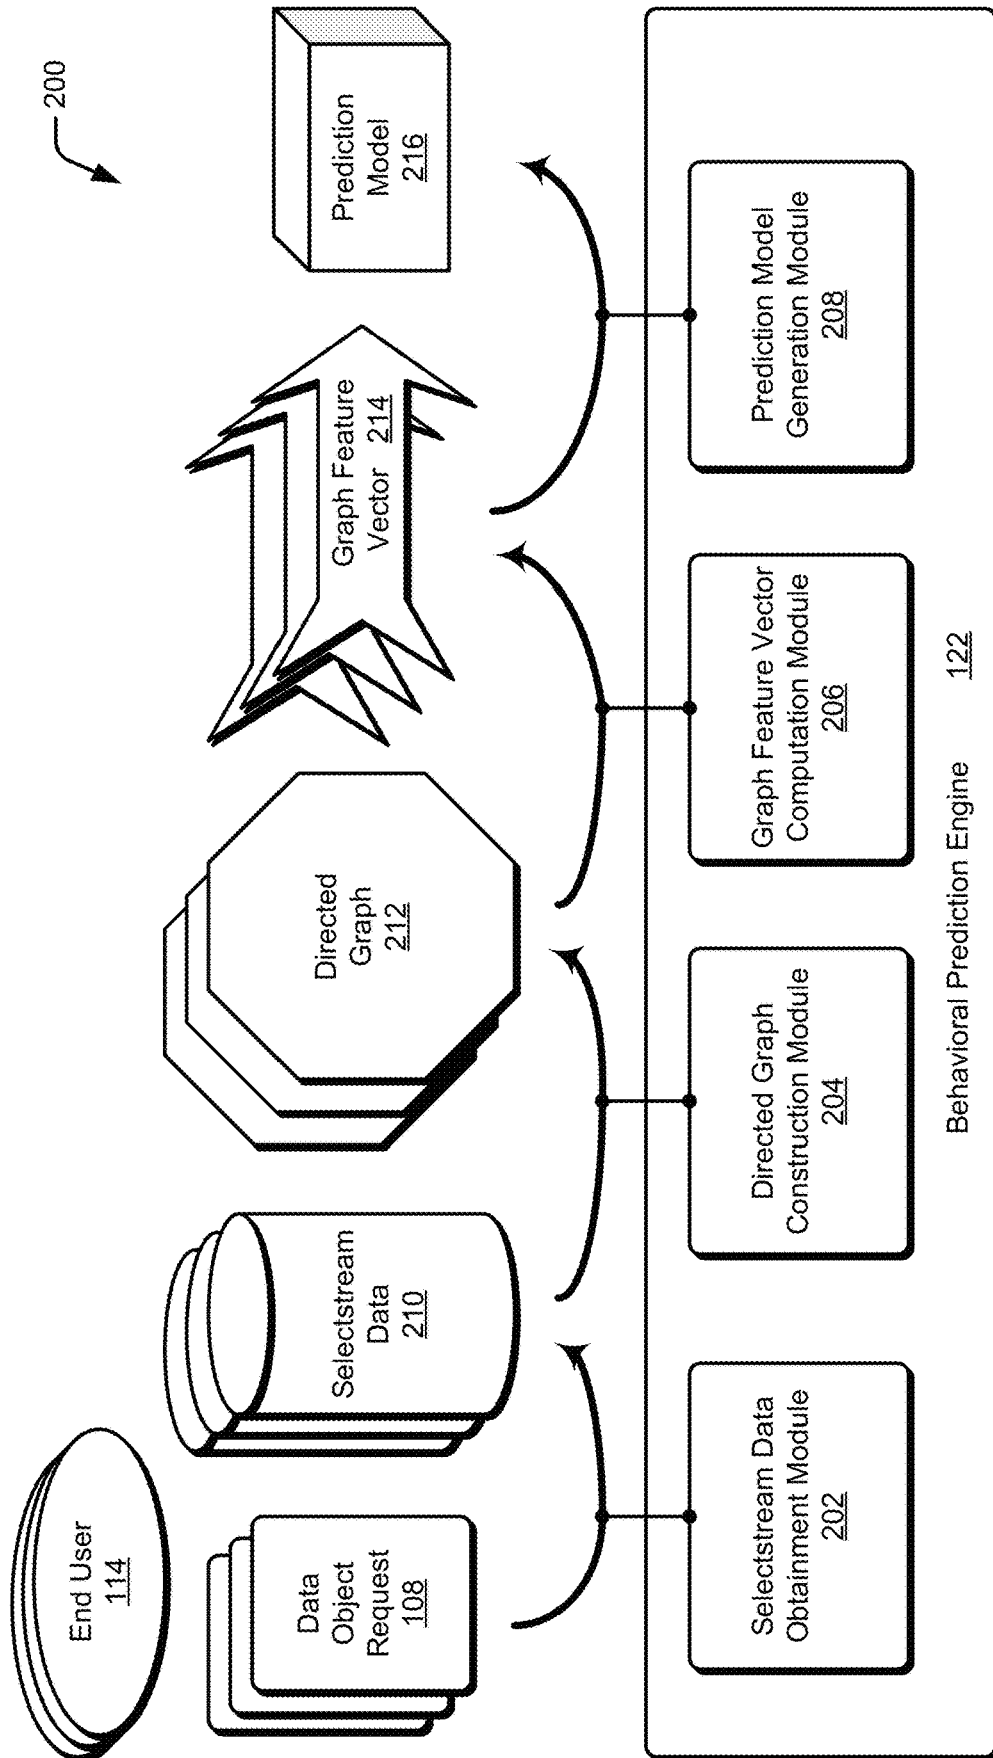 200
End User
114
Data
Object
Request
108
Selectstream
Data
210
Directed
Graph
212
Graph Feature
Vector 214
Prediction
Model
216
Selectstream Data
Obtainment Module
202
Directed Graph
Construction Module
204
Graph Feature Vector
Computation Module
206
Prediction Model
Generation Module
208
Behavioral Prediction Engine 122